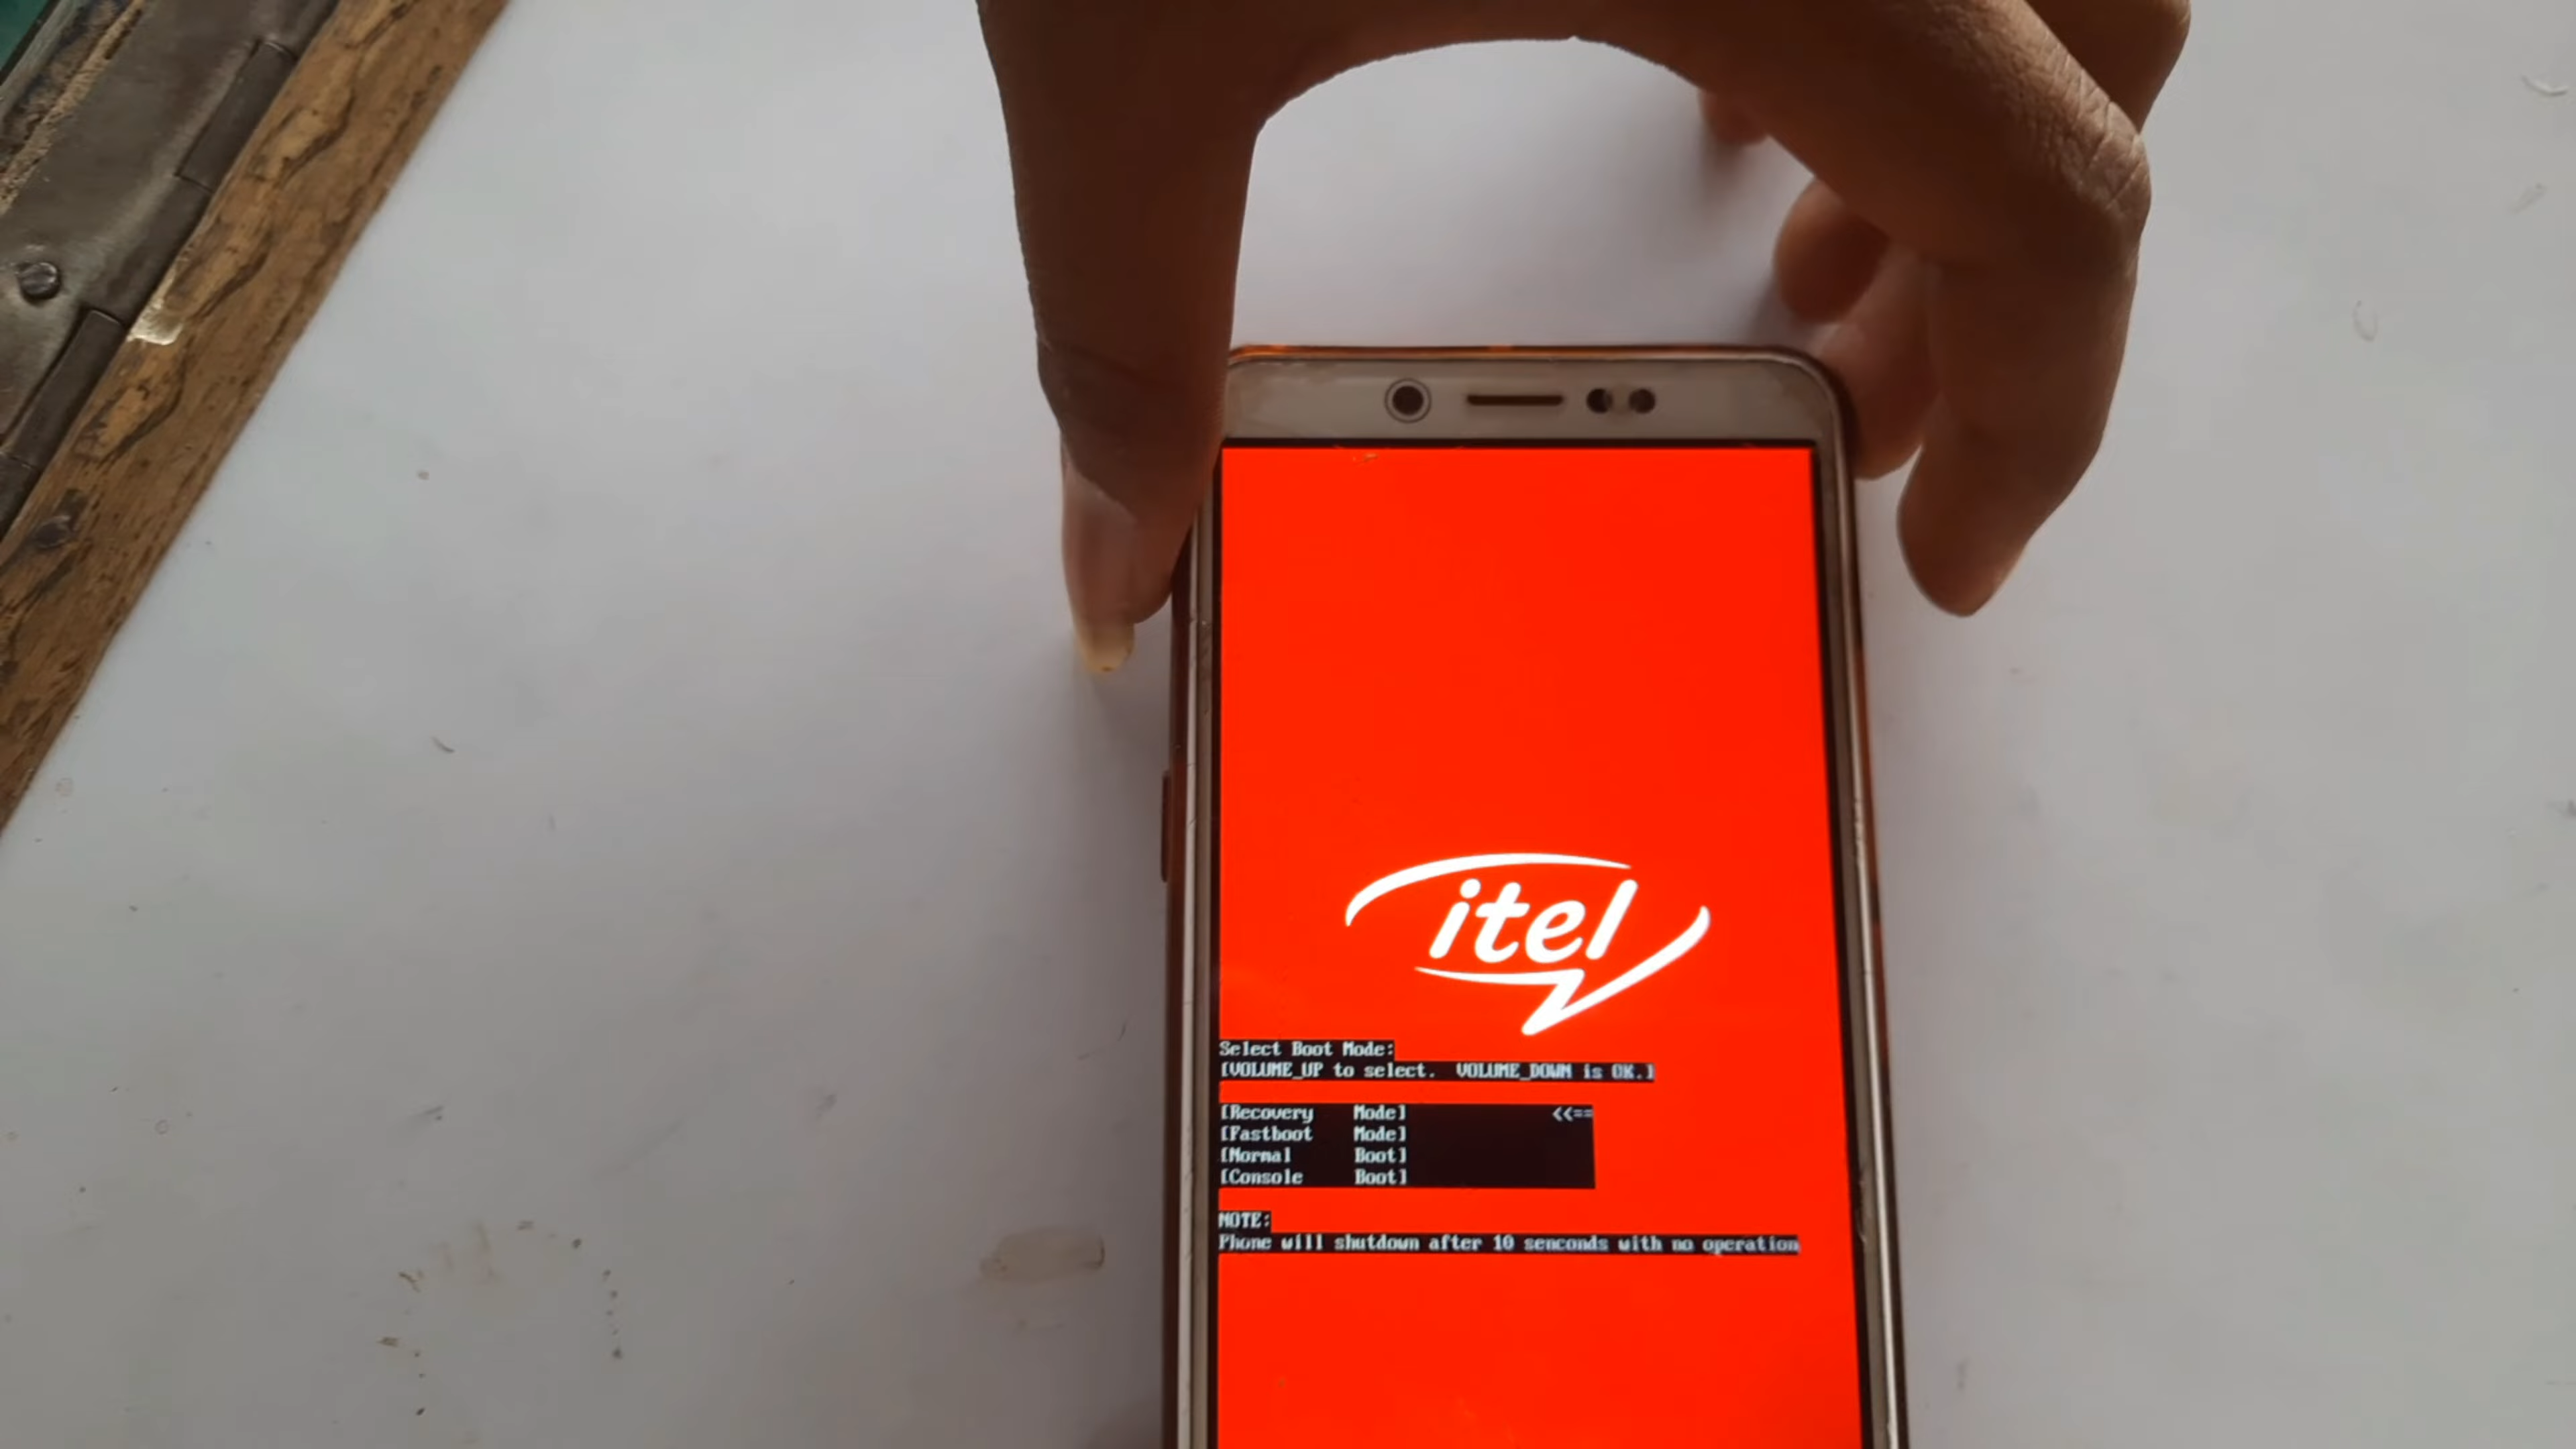 itel
Select Boot Mode:
[VOLUME_UP to select.  VOLUME_DOWN is OK.]
[Recovery    Mode]    <<==
[Fastboot    Mode]
[Normal      Boot]
[Console     Boot]
NOTE:
Phone will shutdown after 10 senconds with no operation